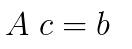 A c = b